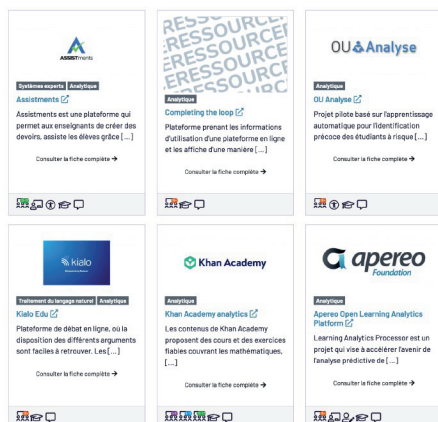 ASSISTments
Systèmes experts Analytique
Assistments
Assistments est une plateforme qui
permet aux enseignants de créer des
devoirs, assiste les élèves grâce [...]
Consulter la fiche complète →
RESSOURCE
RESSOURCE
RESSOURCE
RESSOURCE
Analytique
Completing the loop
Plateforme prenant les informations
d'utilisation d'une plateforme en ligne
et les affiche d'une manière [...]
Consulter la fiche complète →
OU Analyse
Analytique
OU Analyse
Projet pilote basé sur l'apprentissage
automatique pour l'identification
précoce des étudiants à risque [...]
Consulter la fiche complète →
kialo
Traitement du langage naturel Analytique
Kialo Edu
Plateforme de débat en ligne, où la
disposition des différents arguments
sont faciles à retrouver. Les [...]
Consulter la fiche complète →
Khan Academy
Analytique
Khan Academy analytics
Les contenus de Khan Academy
proposent des cours et des exercices
fiables couvrant les mathématiques,
[...]
Consulter la fiche complète →
apereo
Foundation
Analytique
Apereo Open Learning Analytics
Platform
Learning Analytics Processor est un
projet qui vise à accélérer l'avenir de
l'analyse prédictive de [...]
Consulter la fiche complète →